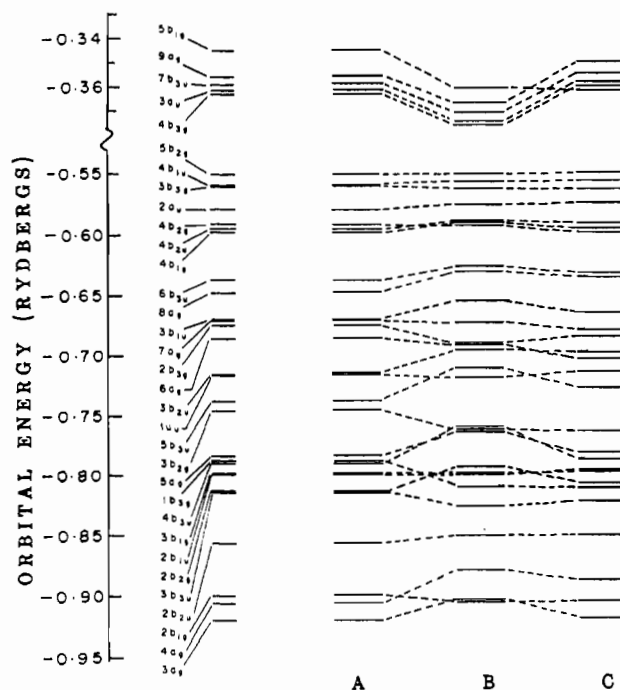 ORBITAL ENERGY (RYDBERGS)
-0.34
-0.36
-0.55
-0.60
-0.65
-0.70
-0.75
-0.80
-0.85
-0.90
-0.95
5b1g
9ag
7b3u
3au
4b3g
5b2g
4b1u
3b3g
2au
4b2g
4b2u
4b1g
6b3u
8ag
3b1u
7ag
2b3g
6ag
3b2u
5b3u
3b2g
5ag
1b3g
4b3u
3b1g
2b1u
2b2g
3b3u
2b2u
2b1g
4ag
3ag
A B C